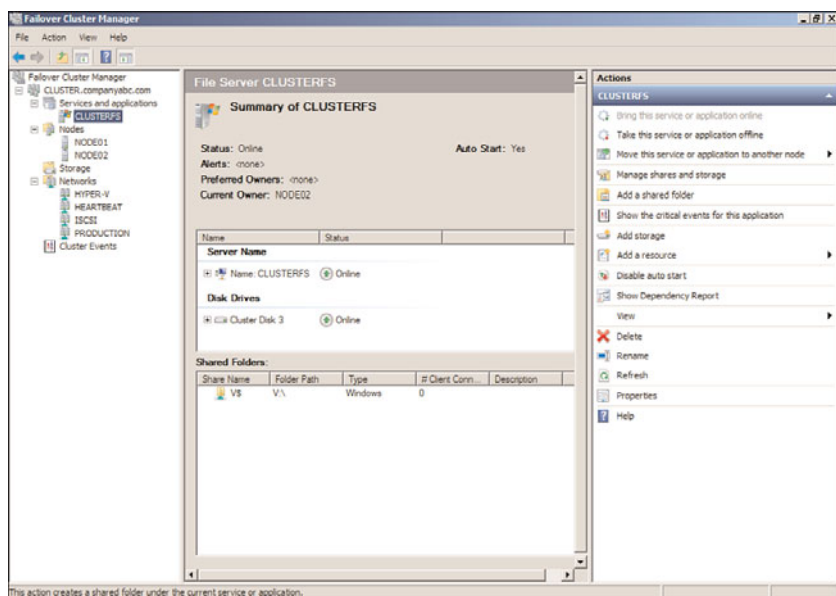 Failover Cluster Manager
File Action View Help
Failover Cluster Manager
CLUSTER.companyabc.com
Services and applications
CLUSTERFS
Nodes
NODE01
NODE02
Storage
Networks
HYPER-V
HEARTBEAT
ISCSI
PRODUCTION
Cluster Events
File Server CLUSTERFS
Summary of CLUSTERFS
Status: Online Auto Start: Yes
Alerts: <none>
Preferred Owners: <none>
Current Owner: NODE02
Name Status
Server Name
Name: CLUSTERFS Online
Disk Drives
Cluster Disk 3 Online
Shared Folders:
Share Name Folder Path Type # Client Conn... Description
V$ V:\ Windows 0
Actions
CLUSTERFS
Bring this service or application online
Take this service or application offline
Move this service or application to another node
Manage shares and storage
Add a shared folder
Show the critical events for this application
Add storage
Add a resource
Disable auto start
Show Dependency Report
View
Delete
Rename
Refresh
Properties
Help
This action creates a shared folder under the current service or application.